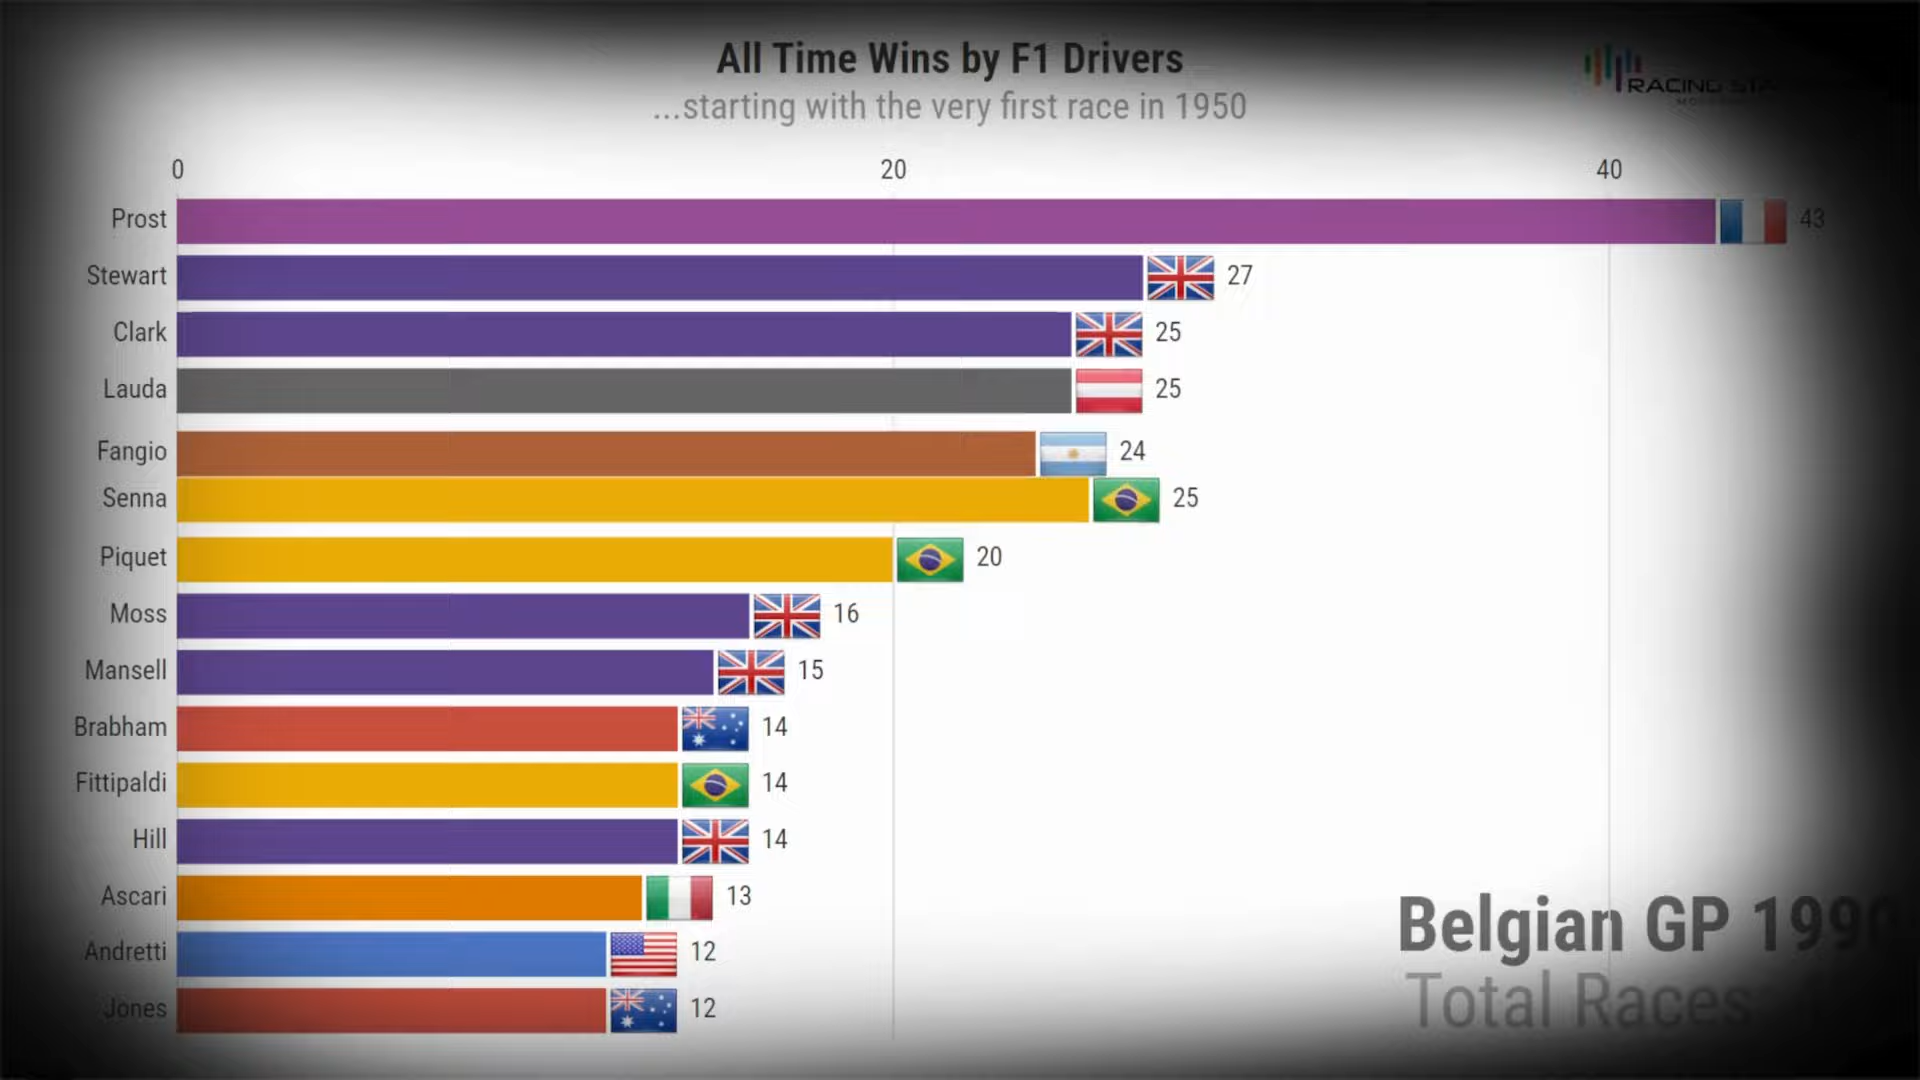 All Time Wins by F1 Drivers
...starting with the very first race in 1950
RACING
0 20 40
Prost 43
Stewart 27
Clark 25
Lauda 25
Fangio 24
Senna 25
Piquet 20
Moss 16
Mansell 15
Brabham 14
Fittipaldi 14
Hill 14
Ascari 13
Andretti 12
Jones 12
Belgian GP 1990
Total Races